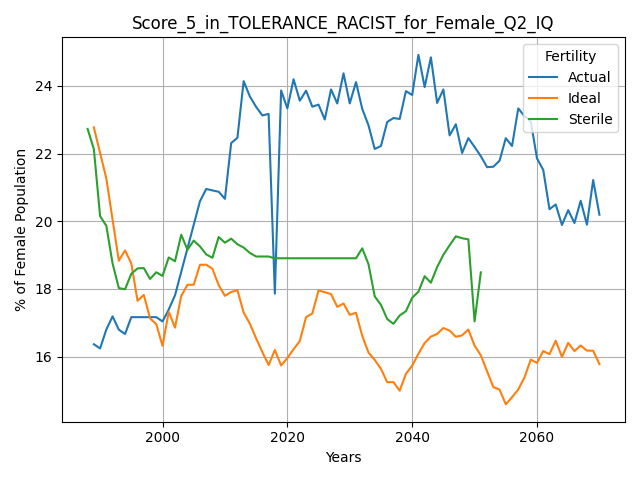 Score_5_in_TOLERANCE_RACIST_for_Female_Q2_IQ
Fertility
Actual
Ideal
Sterile
% of Female Population
24
22
20
18
16
2000
2020
2040
2060
Years